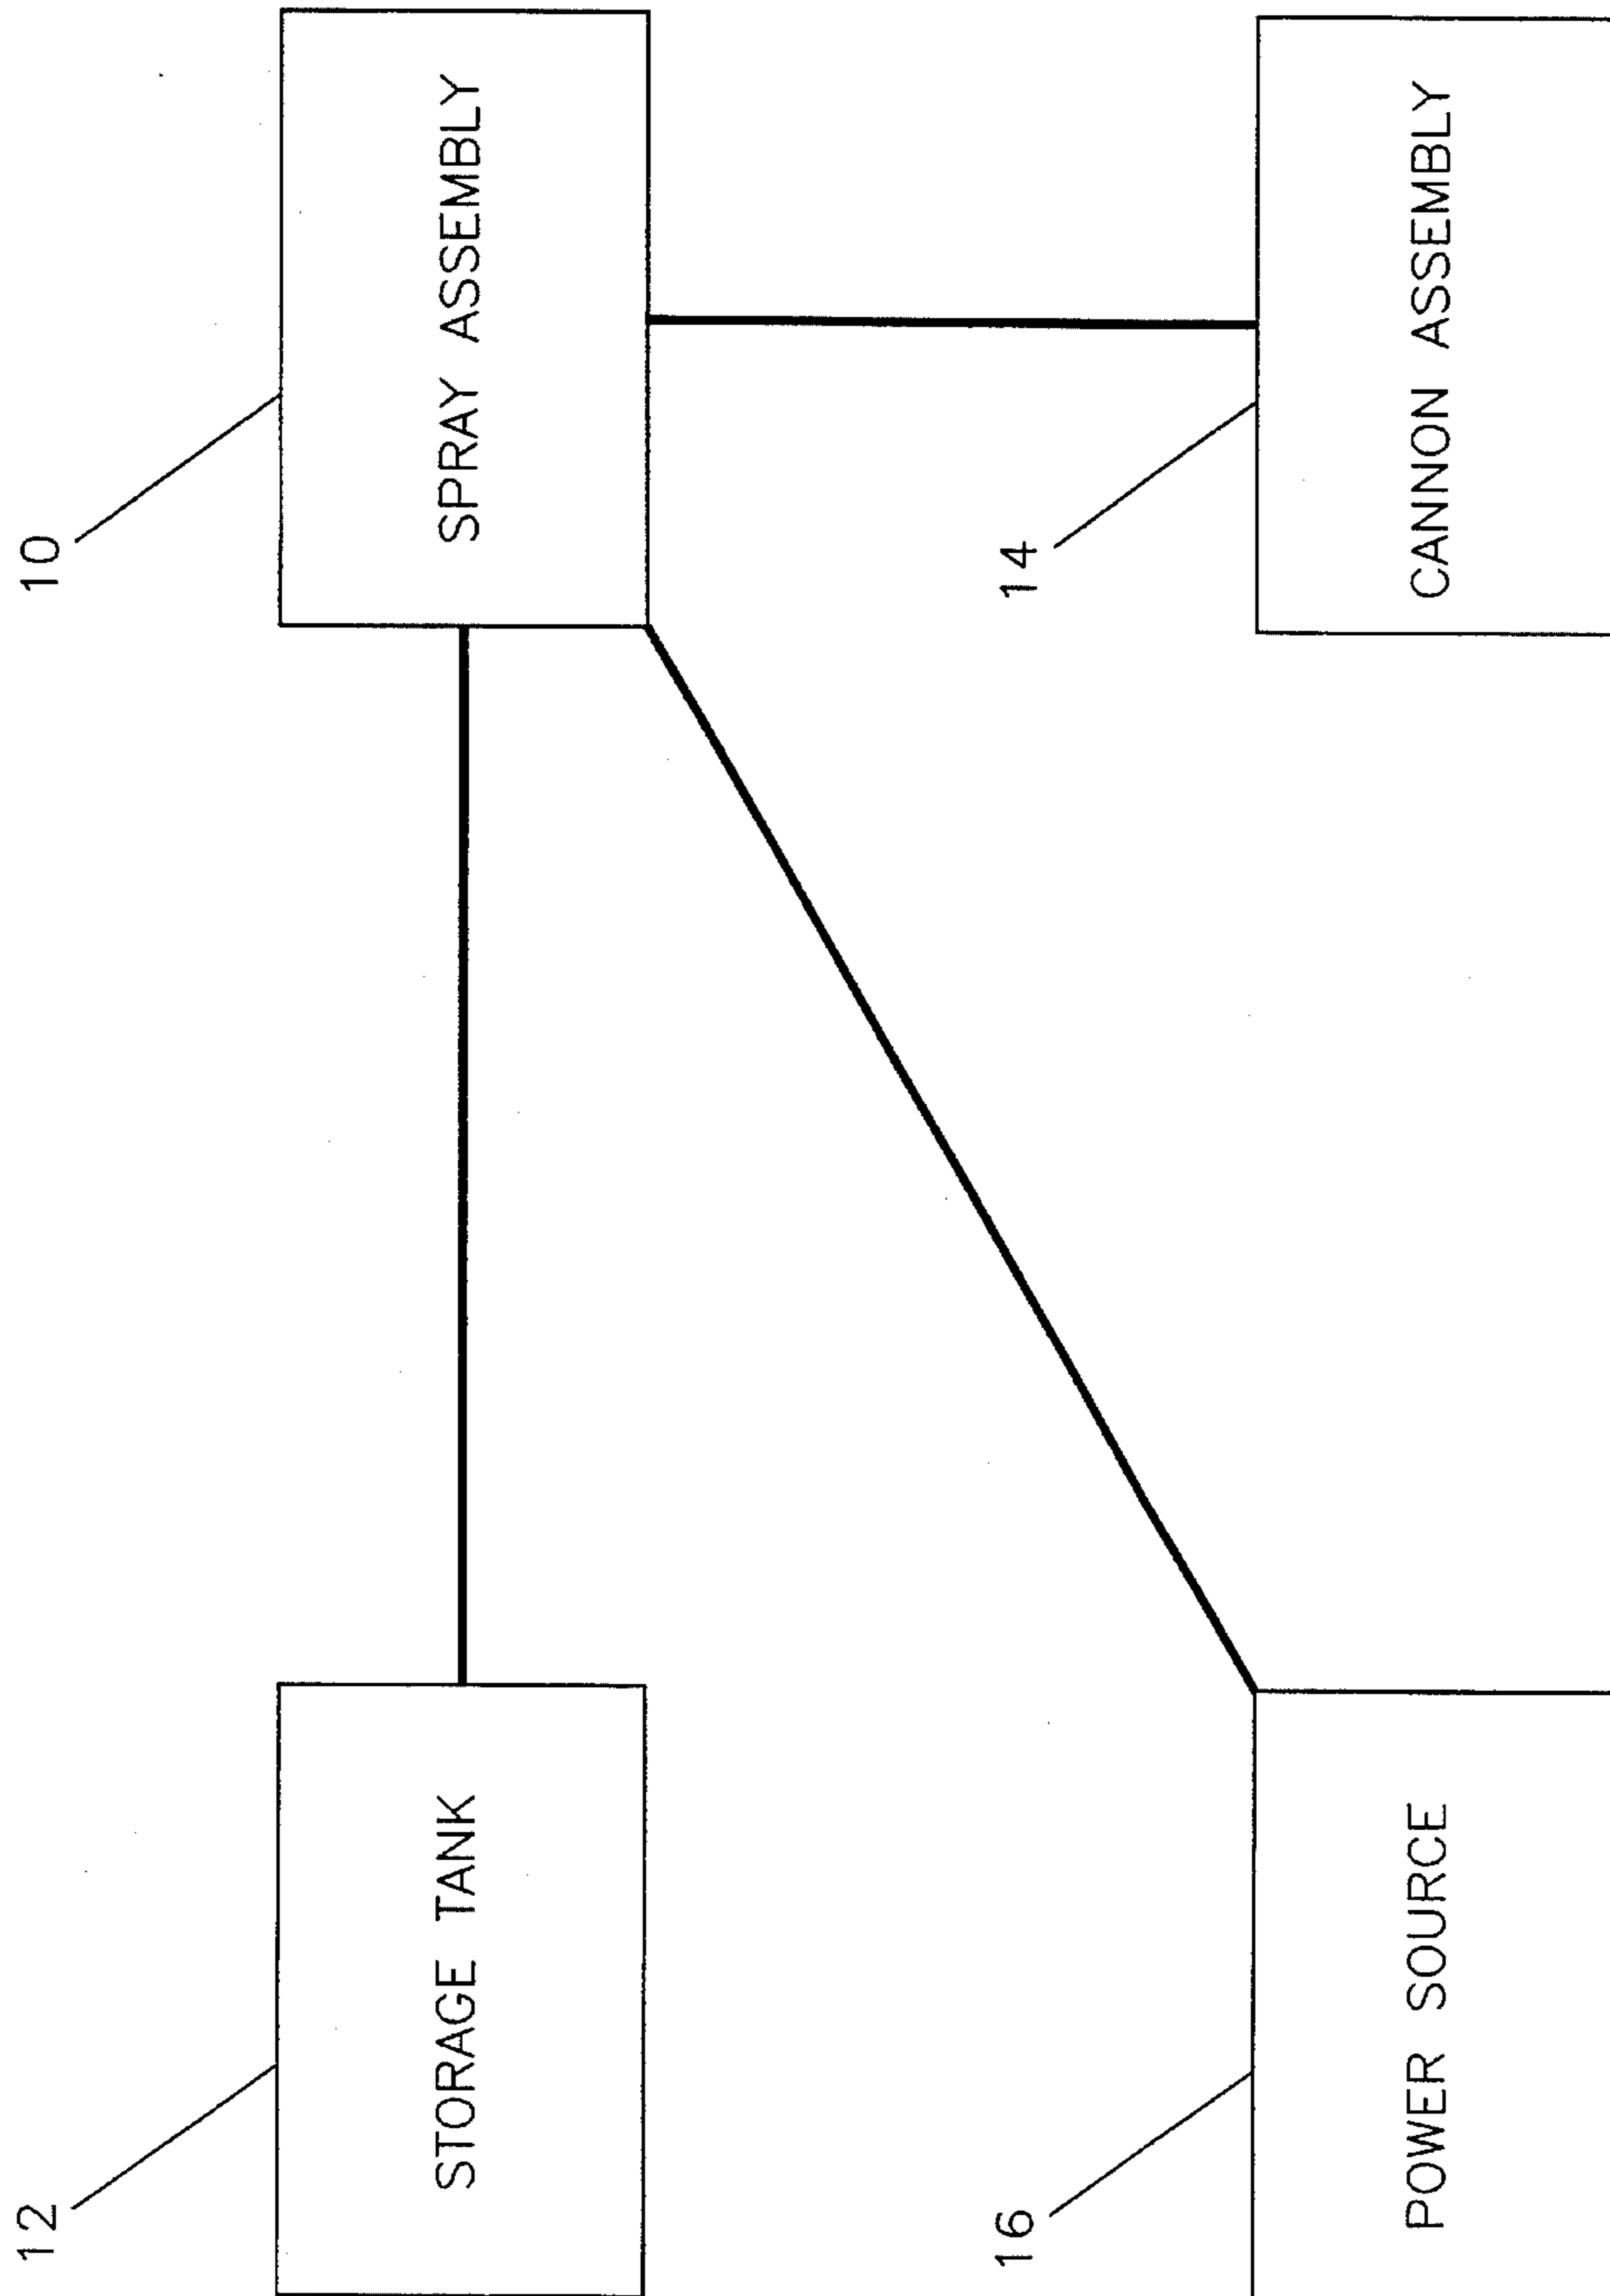 12
STORAGE TANK
10
SPRAY ASSEMBLY
16
POWER SOURCE
14
CANNON ASSEMBLY